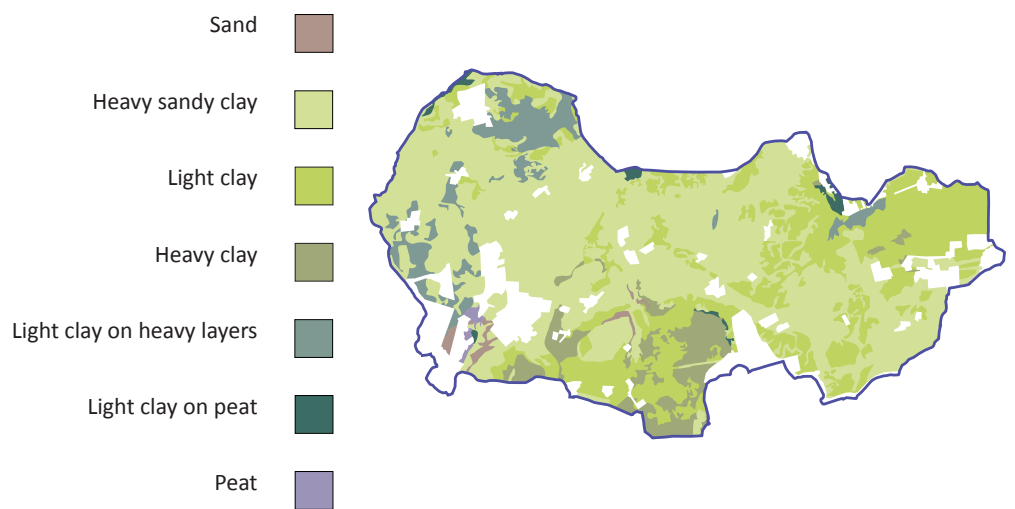 Sand
Heavy sandy clay
Light clay
Heavy clay
Light clay on heavy layers
Light clay on peat
Peat